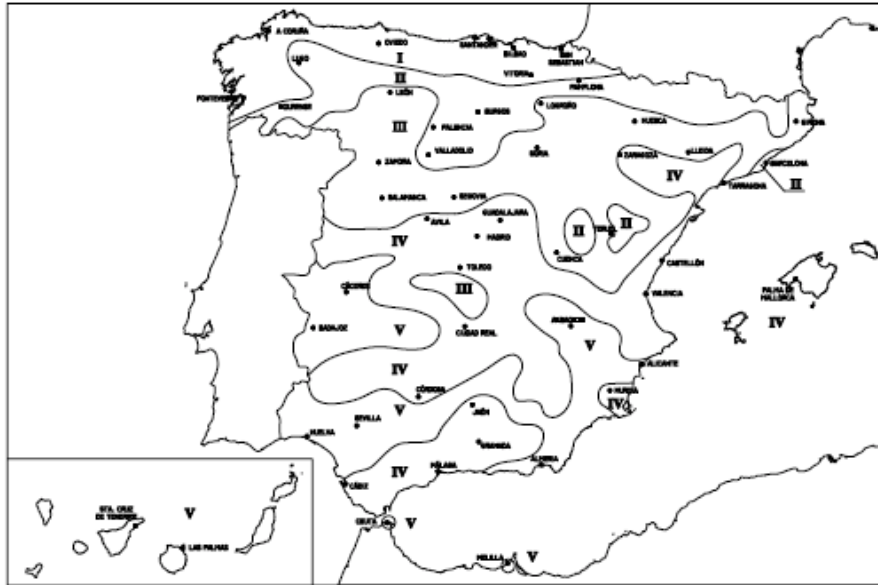 A CORUÑA
OVIEDO
SANTANDER
BILBAO
SAN
SEBASTIAN
LUGO
I
VITORIA
PAMPLONA
PONTEVEDRA
II
LEÓN
OURENSE
BURGOS
LOGROÑO
HUESCA
GIRONA
III
PALENCIA
VALLADOLID
SORIA
ZARAGOZA
LLEIDA
BARCELONA
ZAMORA
IV
TARRAGONA
II
SALAMANCA
SEGOVIA
AVILA
GUADALAJARA
IV
MADRID
II
TERUEL
II
CUENCA
TOLEDO
CASTELLÓN
CÁCERES
III
VALENCIA
PALMA DE
MALLORCA
IV
BADAJOZ
V
CIUDAD REAL
ALBACETE
V
IV
ALICANTE
CÓRDOBA
MURCIA
IV
V
JAÉN
SEVILLA
HUELVA
GRANADA
IV
MÁLAGA
ALMERIA
CÁDIZ
STA. CRUZ
DE TENERIFE
V
LAS PALMAS
CEUTA
V
MELILLA
V